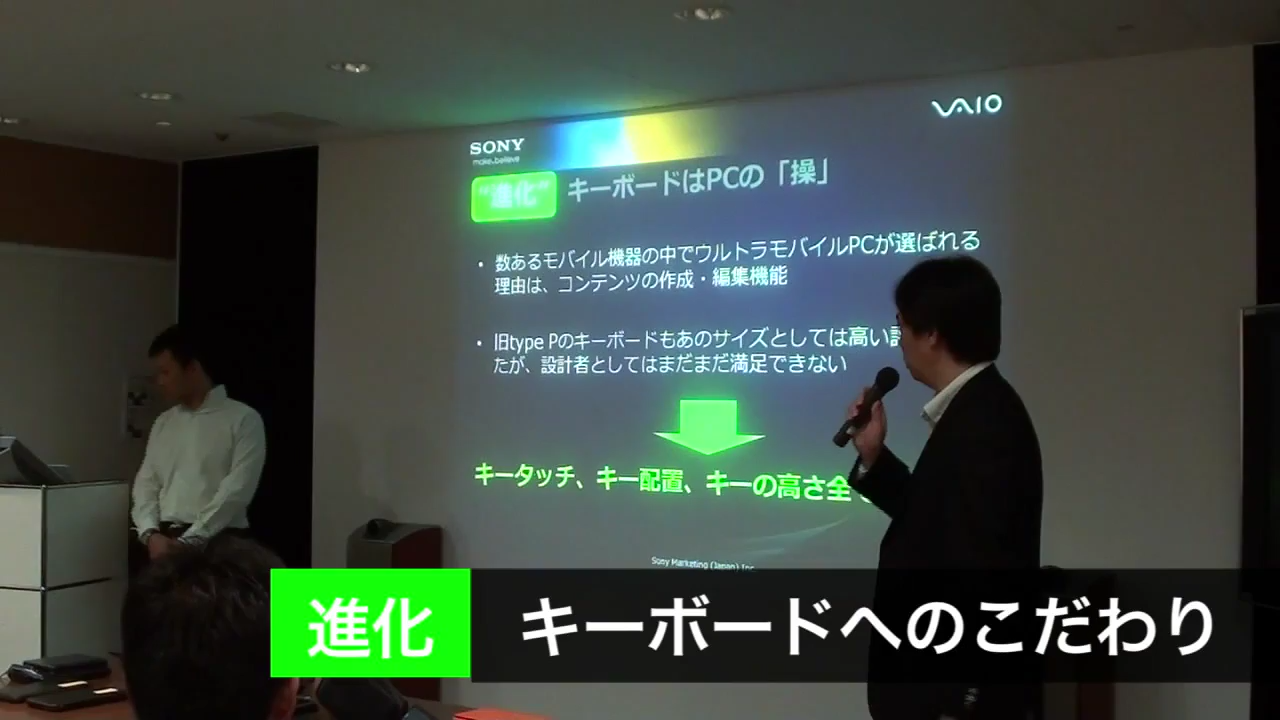 SONY
make.believe
VAIO
"進化" キーボードはPCの「操」
・ 数あるモバイル機器の中でウルトラモバイルPCが選ばれる
理由は、コンテンツの作成・編集機能
・ 旧type Pのキーボードもあのサイズとしては高い
たが、設計者としてはまだまだ満足できない
キータッチ、キー配置、キーの高さ全
Sony Marketing (Japan) Inc.
進化 キーボードへのこだわり